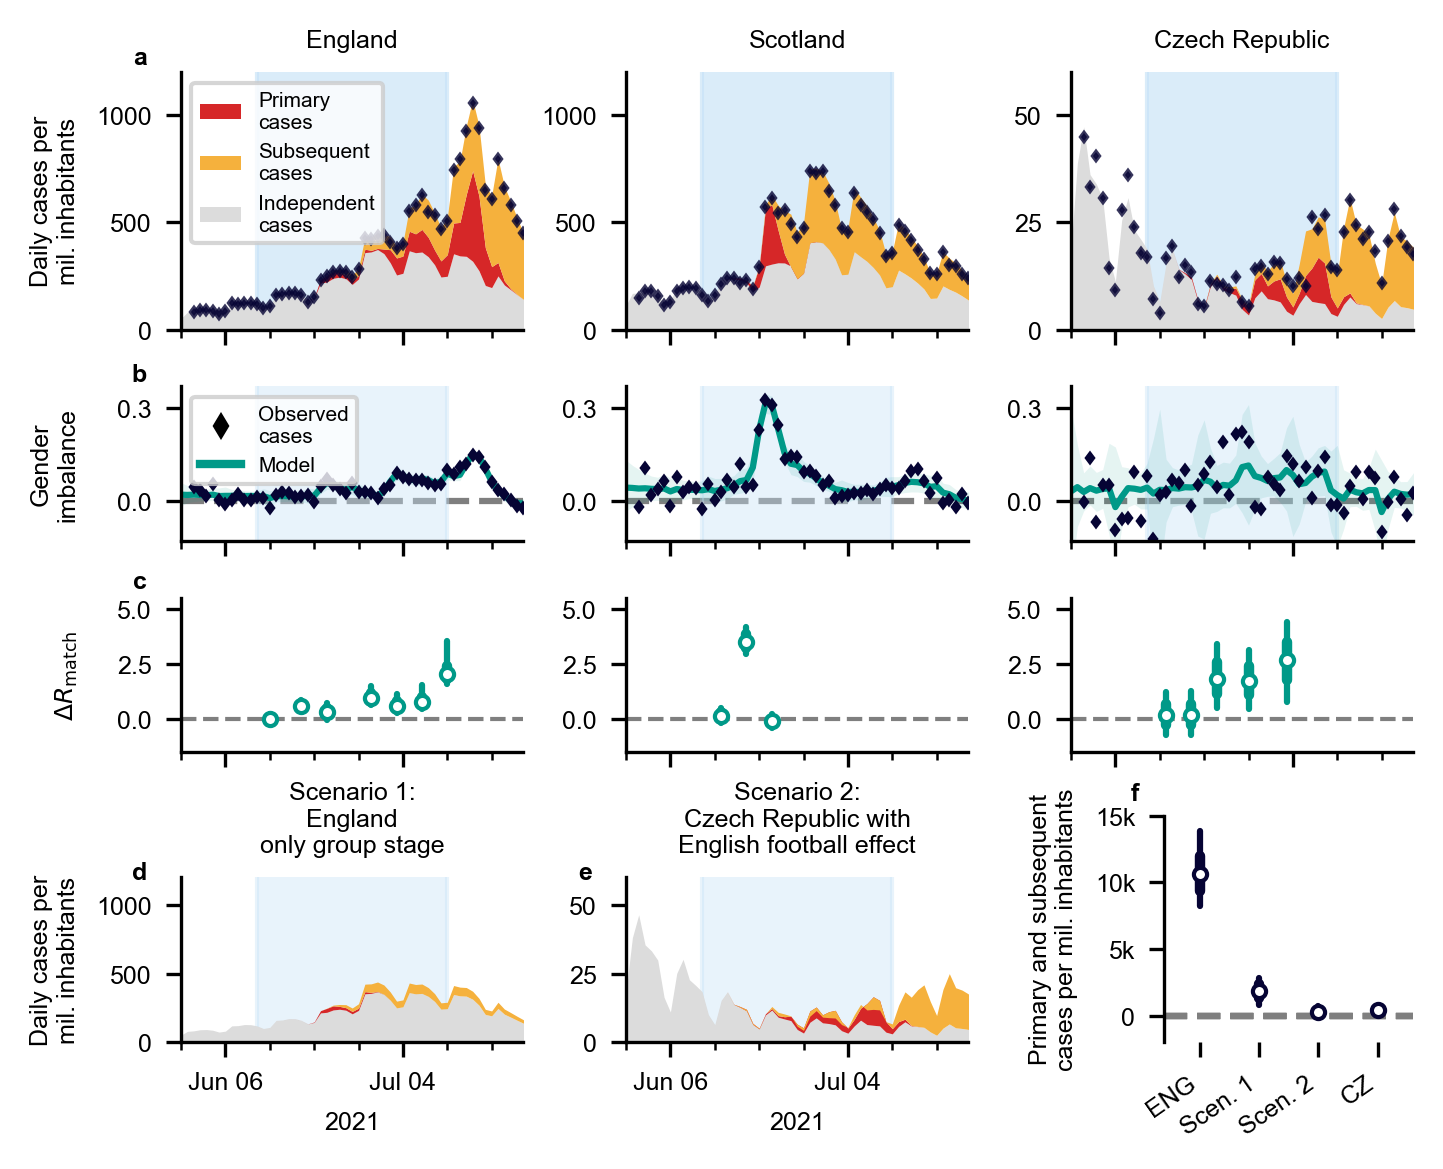 England
Scotland
Czech Republic
a
Daily cases per
mil. inhabitants
1000
500
0
Primary
cases
Subsequent
cases
Independent
cases
1000
500
0
50
25
0
b
Gender
imbalance
0.3
0.0
Observed
cases
Model
0.3
0.0
0.3
0.0
c
ΔRmatch
5.0
2.5
0.0
5.0
2.5
0.0
5.0
2.5
0.0
Scenario 1:
England
only group stage
d
Daily cases per
mil. inhabitants
1000
500
0
Jun 06
Jul 04
2021
Scenario 2:
Czech Republic with
English football effect
e
50
25
0
Jun 06
Jul 04
2021
f
Primary and subsequent
cases per mil. inhabitants
15k
10k
5k
0
ENG
Scen. 1
Scen. 2
CZ